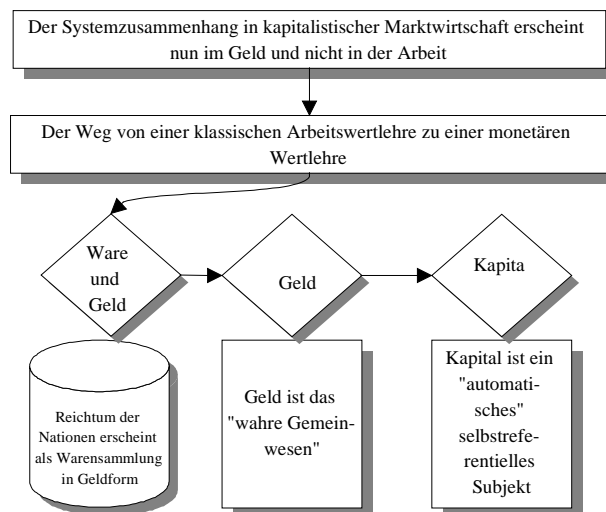 Der Systemzusammenhang in kapitalistischer Marktwirtschaft erscheint
nun im Geld und nicht in der Arbeit
Der Weg von einer klassischen Arbeitswertlehre zu einer monetären
Wertlehre
Ware
und
Geld
Geld
Kapita
Reichtum der
Nationen erscheint
als Warensammlung
in Geldform
Geld ist das
"wahre Gemein-
wesen"
Kapital ist ein
"automati-
sches"
selbstrefe-
rentielles
Subjekt